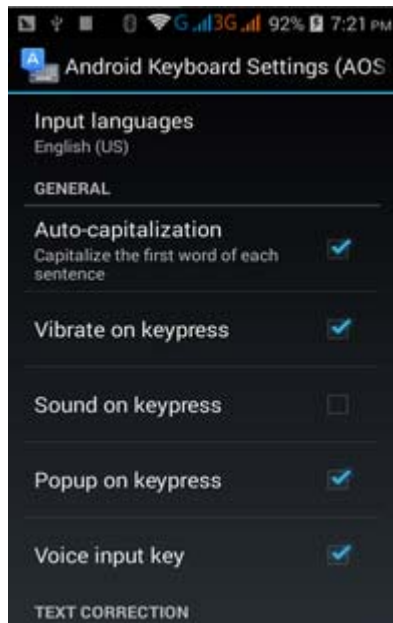 G 3G 92% 7:21 PM
A Android Keyboard Settings (AOS
Input languages
English (US)
GENERAL
Auto-capitalization
Capitalize the first word of each
sentence
Vibrate on keypress
Sound on keypress
Popup on keypress
Voice input key
TEXT CORRECTION